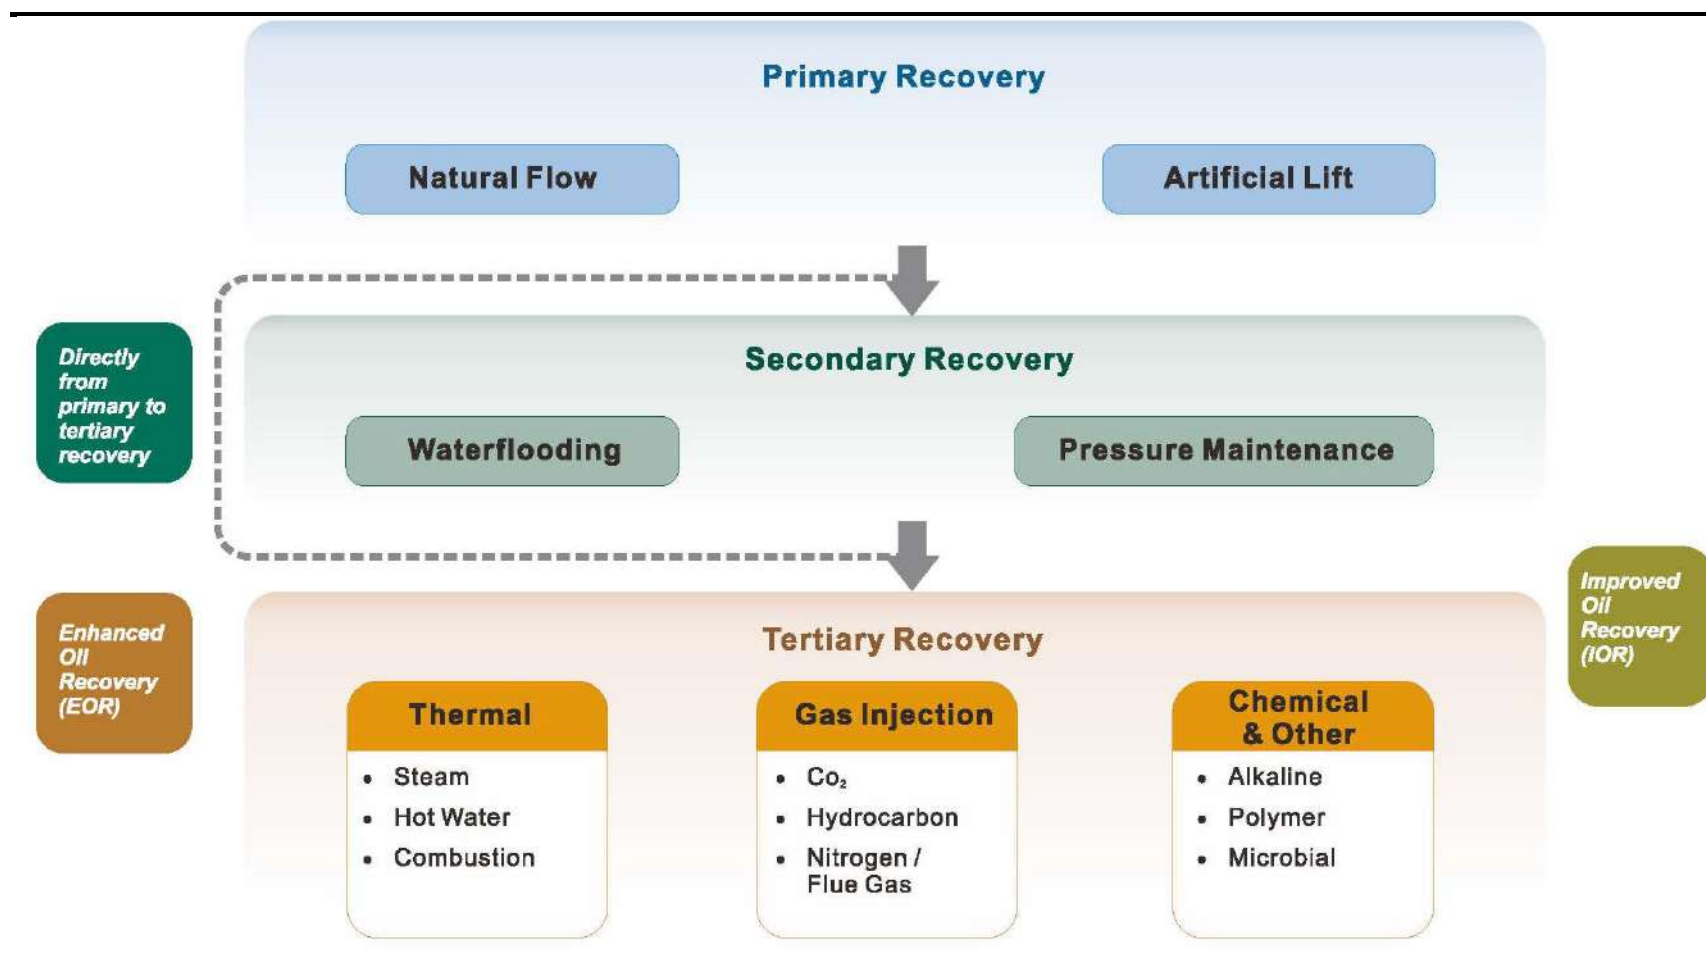 Primary Recovery
Natural Flow
Artificial Lift
Directly
from
primary to
tertiary
recovery
Secondary Recovery
Waterflooding
Pressure Maintenance
Enhanced
OIl
Recovery
(EOR)
Improved
OIl
Recovery
(IOR)
Tertiary Recovery
Thermal
• Steam
• Hot Water
• Combustion
Gas Injection
• Co₂
• Hydrocarbon
• Nitrogen /
Flue Gas
Chemical
& Other
• Alkaline
• Polymer
• Microbial